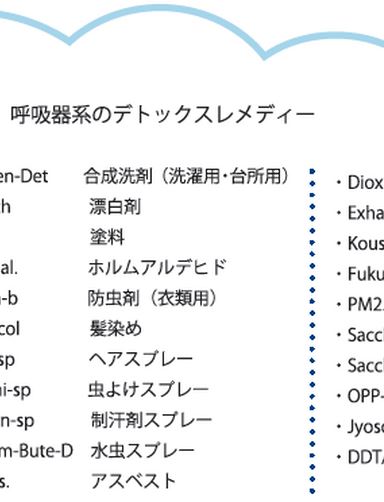 呼吸器系のデトックスレメディー
en-Det 合成洗剤（洗濯用・台所用）
h 漂白剤
塗料
al. ホルムアルデヒド
-b 防虫剤（衣類用）
col 髪染め
sp ヘアスプレー
i-sp 虫よけスプレー
n-sp 制汗剤スプレー
m-Bute-D 水虫スプレー
s. アスベスト
・Diox
・Exha
・Kous
・Fuku
・PM2.
・Sacc
・Sacc
・OPP-
・Jyoso
・DDT/